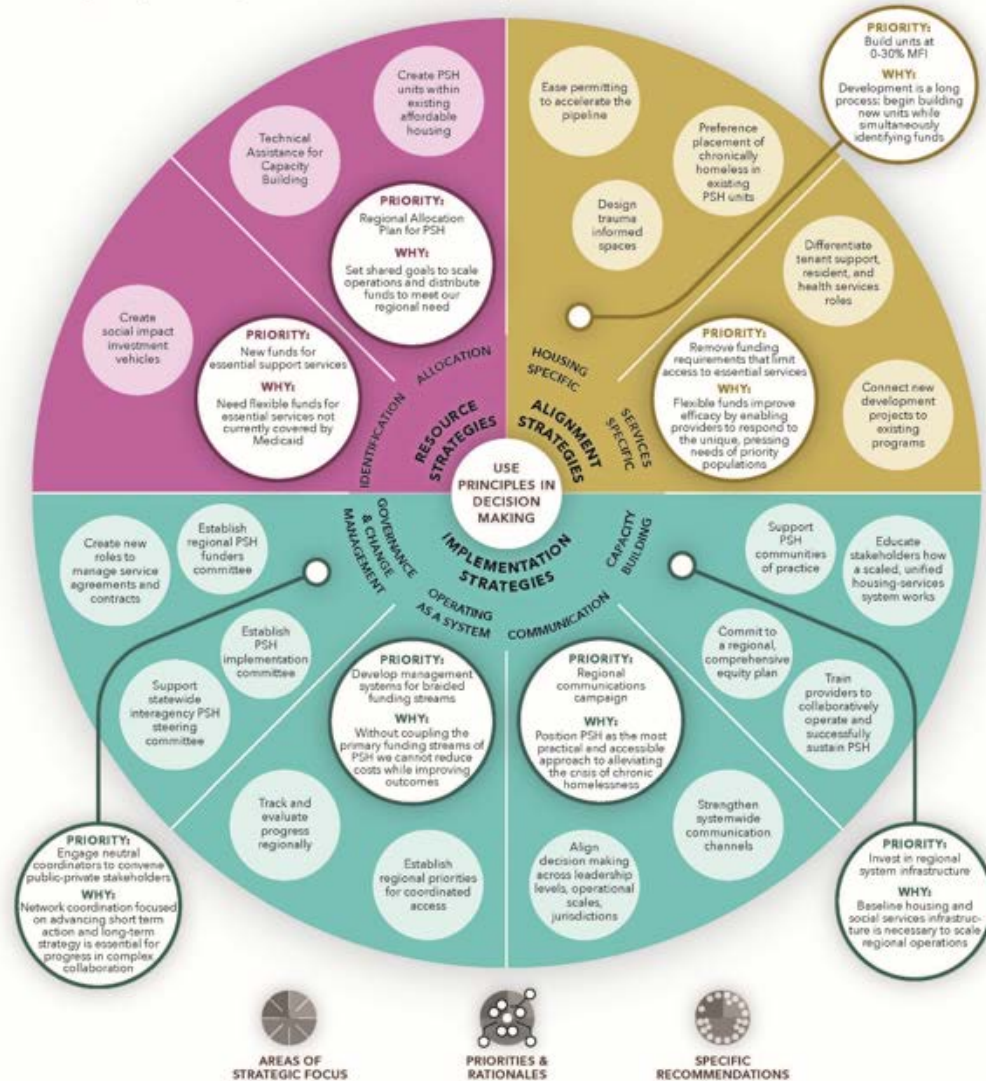 PRIORITY:
Build units at
0-30% MFI
WHY:
Development is a long
process: begin building
new units while
simultaneously
identifying funds
Create PSH
units within
existing
affordable
housing
Technical
Assistance for
Capacity
Building
PRIORITY:
Regional Allocation
Plan for PSH
WHY:
Set shared goals to scale
operations and distribute
funds to meet our
regional need
Create
social impact
investment
vehicles
PRIORITY:
New funds for
essential support services
WHY:
Need flexible funds for
essential services not
currently covered by
Medicaid
ALLOCATION
IDENTIFICATION
RESOURCE
STRATEGIES
Ease permitting
to accelerate the
pipeline
Preference
placement of
chronically
homeless in
existing
PSH units
Design
trauma
informed
spaces
Differentiate
tenant support,
resident, and
health services
roles
PRIORITY:
Remove funding
requirements that limit
access to essential services
WHY:
Flexible funds improve
efficacy by enabling
providers to respond to
the unique, pressing
needs of priority
populations
Connect new
development
projects to
existing
programs
HOUSING
SPECIFIC
SERVICES
SPECIFIC
ALIGNMENT
STRATEGIES
USE
PRINCIPLES IN
DECISION
MAKING
IMPLEMENTATION
STRATEGIES
GOVERNANCE
& CHANGE
MANAGEMENT
OPERATING
AS A SYSTEM
COMMUNICATION
CAPACITY
BUILDING
Create new
roles to
manage service
agreements and
contracts
Establish
regional PSH
funders
committee
Establish
PSH
implementation
committee
Support
statewide
interagency PSH
steering
committee
PRIORITY:
Develop management
systems for braided
funding streams
WHY:
Without coupling the
primary funding streams of
PSH we cannot reduce
costs while improving
outcomes
Track and
evaluate
progress
regionally
Establish
regional priorities
for coordinated
access
PRIORITY:
Regional
communications
campaign
WHY:
Position PSH as the most
practical and accessible
approach to alleviating
the crisis of chronic
homelessness
Align
decision making
across leadership
levels, operational
scales,
jurisdictions
Strengthen
systemwide
communication
channels
Support
PSH
communities
of practice
Educate
stakeholders how
a scaled, unified
housing-services
system works
Commit to
a regional,
comprehensive
equity plan
Train
providers to
collaboratively
operate and
successfully
sustain PSH
PRIORITY:
Engage neutral
coordinators to convene
public-private stakeholders
WHY:
Network coordination focused
on advancing short term
action and long-term
strategy is essential for
progress in complex
collaboration
PRIORITY:
Invest in regional
system infrastructure
WHY:
Baseline housing and
social services infrastruc-
ture is necessary to scale
regional operations
AREAS OF
STRATEGIC FOCUS
PRIORITIES &
RATIONALES
SPECIFIC
RECOMMENDATIONS